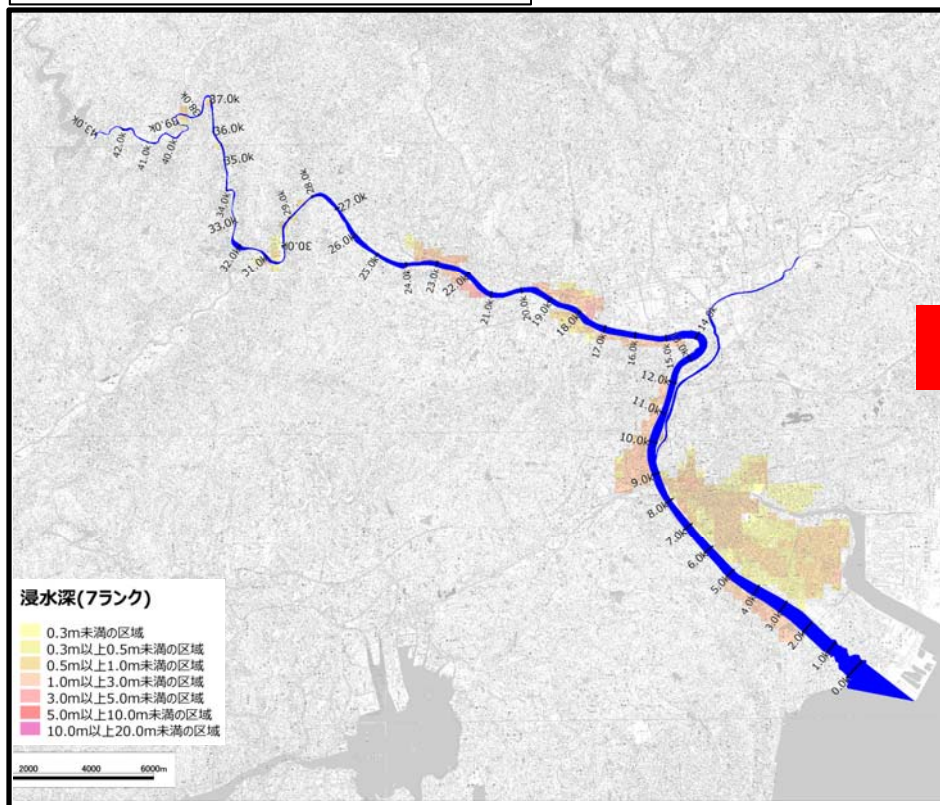 37.0k
38.0k
39.0k
43.0k
42.0k
41.0k
40.0k
36.0k
35.0k
34.0k
33.0k
32.0k
31.0k
30.0k
29.0k
28.0k
27.0k
26.0k
25.0k
24.0k
23.0k
22.0k
21.0k
20.0k
19.0k
18.0k
17.0k
16.0k
15.0k
14.0k
12.0k
11.0k
10.0k
9.0k
8.0k
7.0k
6.0k
5.0k
4.0k
3.0k
2.0k
1.0k
0.0k
浸水深(7ランク)
0.3m未満の区域
0.3m以上0.5m未満の区域
0.5m以上1.0m未満の区域
1.0m以上3.0m未満の区域
3.0m以上5.0m未満の区域
5.0m以上10.0m未満の区域
10.0m以上20.0m未満の区域
2000 4000 6000m